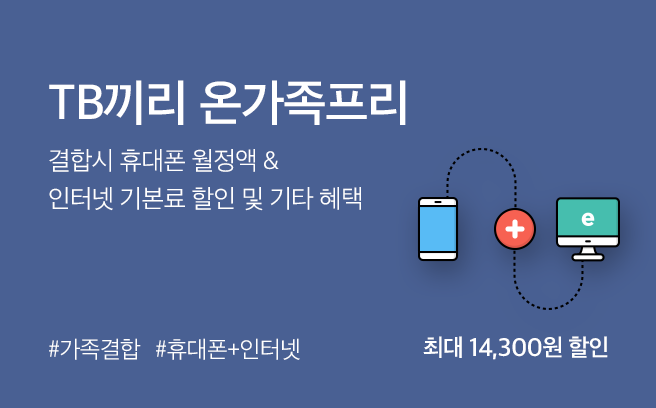 TB끼리 온가족프리
결합시 휴대폰 월정액 &
인터넷 기본료 할인 및 기타 혜택
e
#가족결합 #휴대폰+인터넷
최대 14,300원 할인